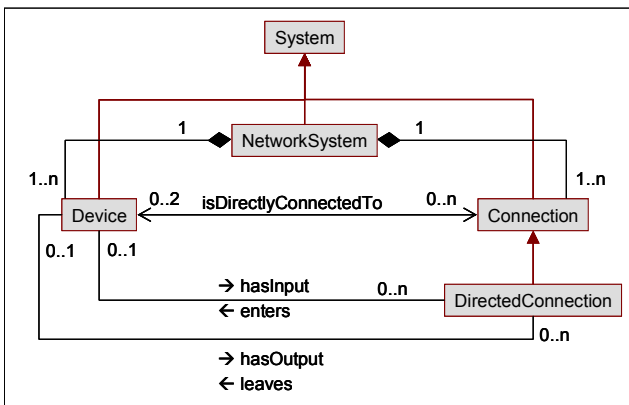 System
1 NetworkSystem 1
1..n 1..n
0..2 isDirectlyConnectedTo 0..n
Device Connection
0..1 0..1
→ hasInput 0..n
← enters
DirectedConnection
0..n
→ hasOutput
← leaves